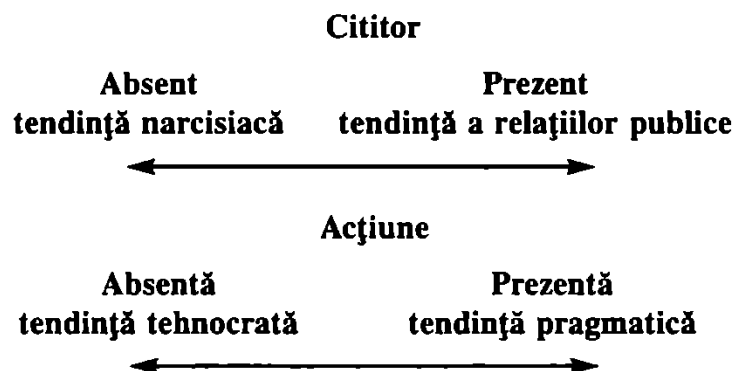 Cititor
Absent Prezent
tendinţă narcisiacă tendinţă a relaţiilor publice
Acţiune
Absentă Prezentă
tendinţă tehnocrată tendinţă pragmatică